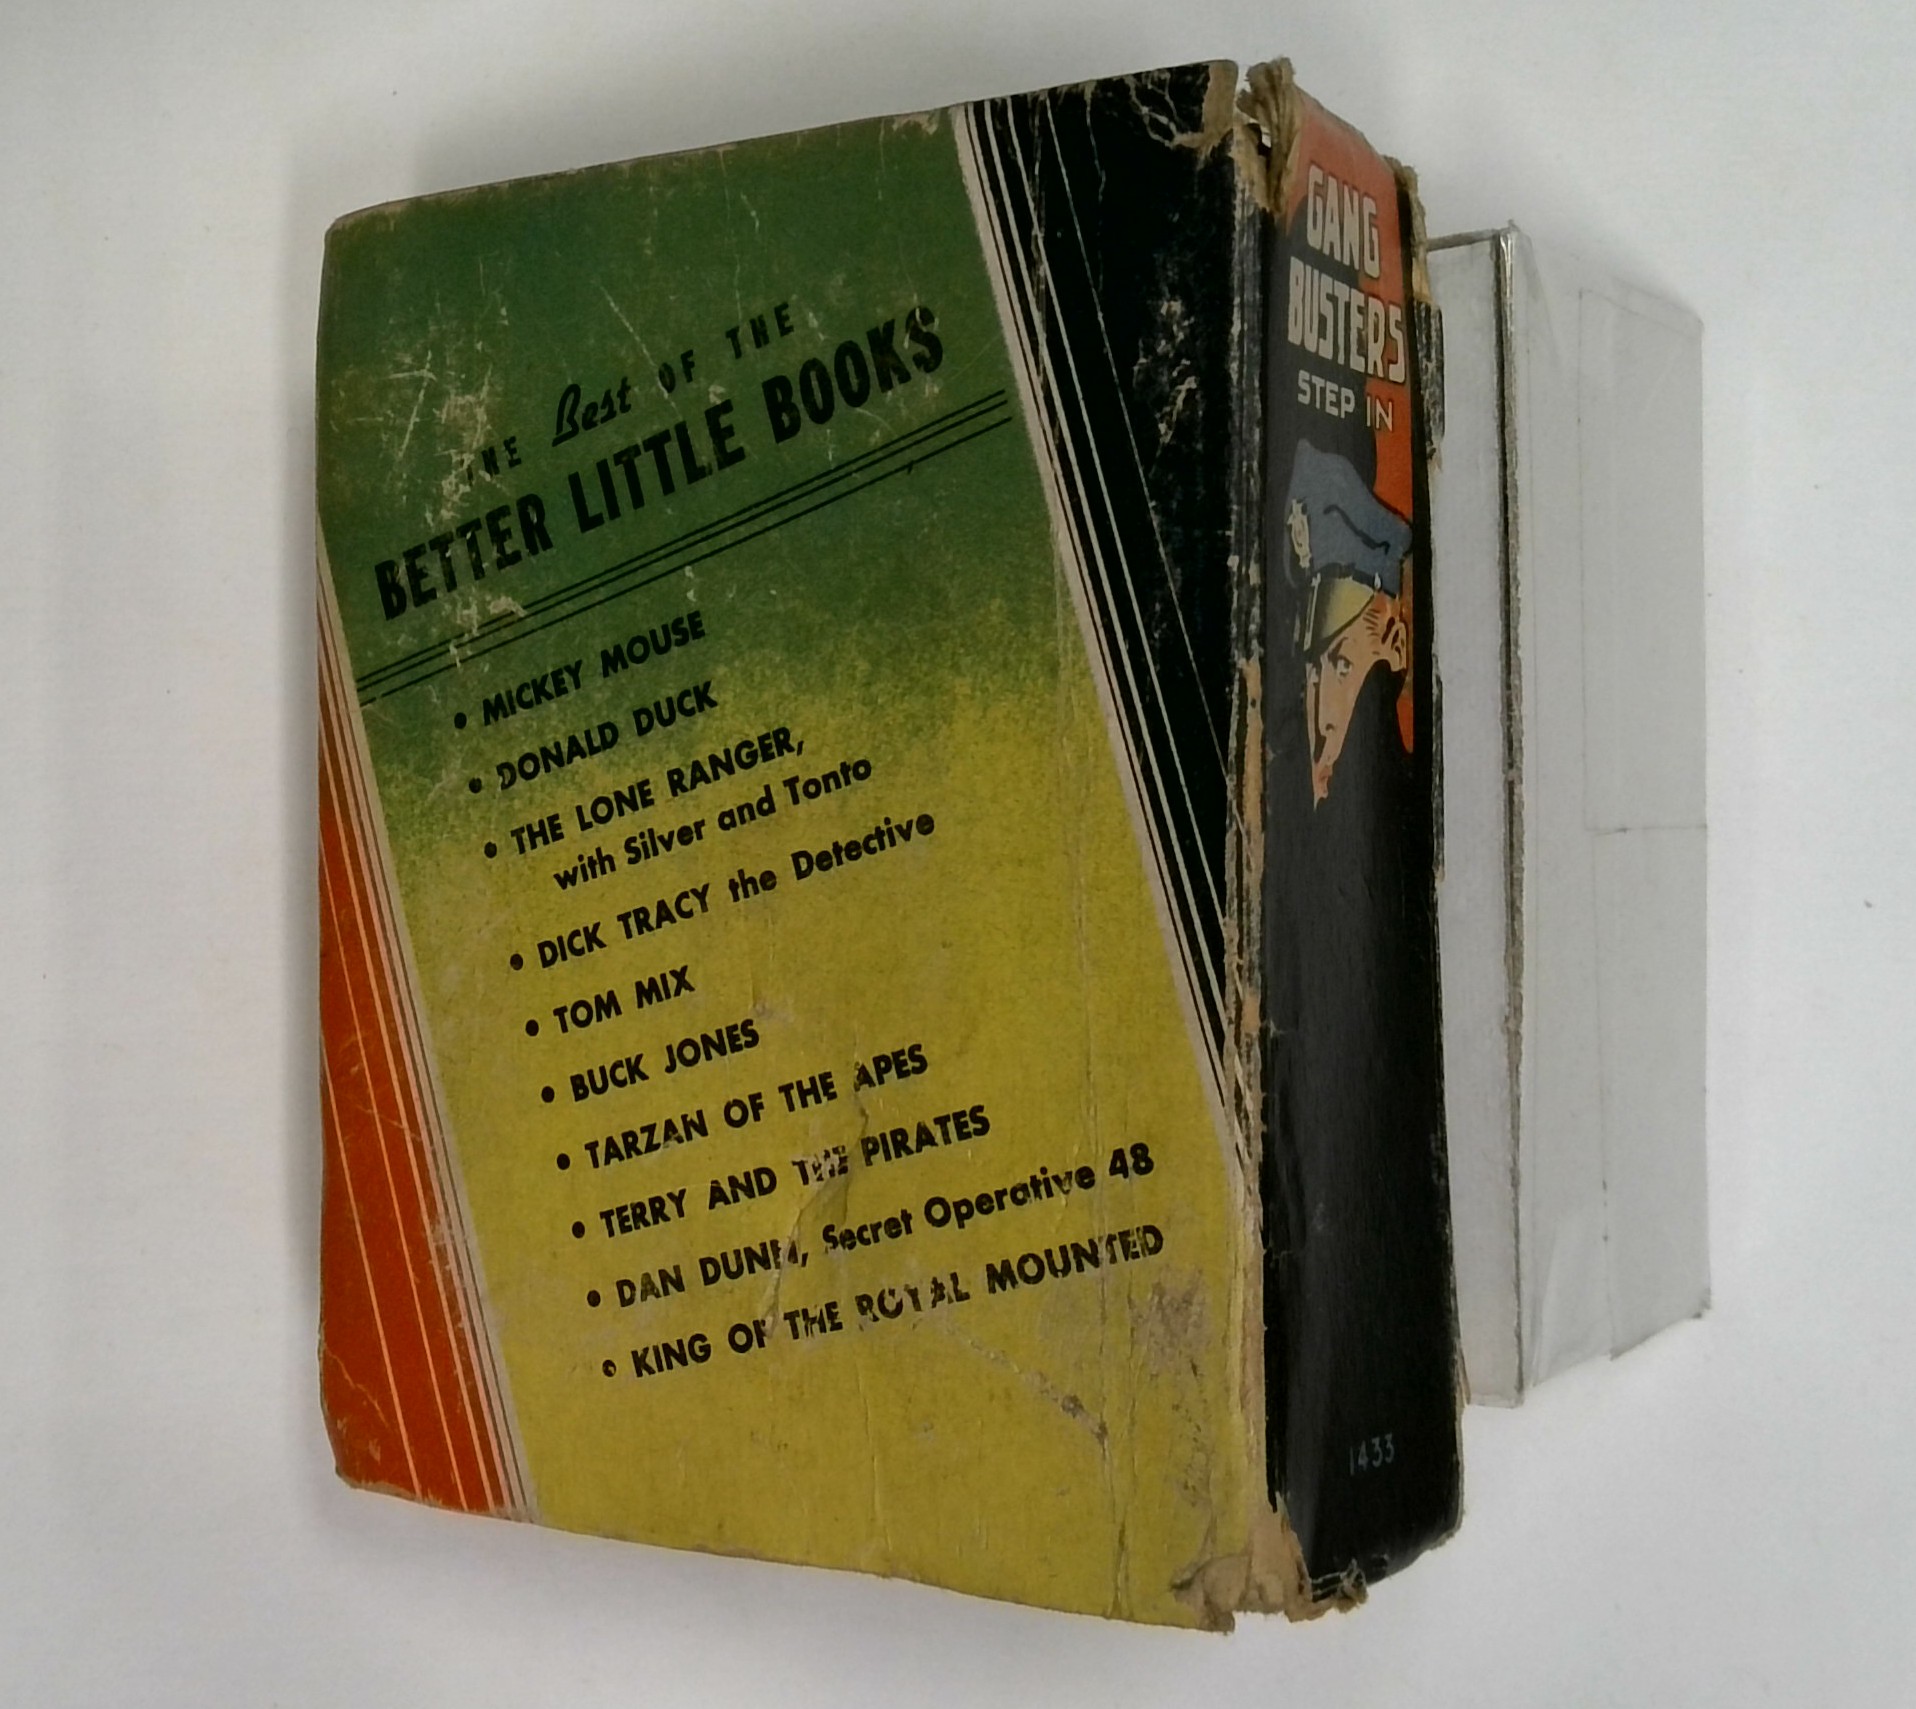 THE Best OF THE
BETTER LITTLE BOOKS
• MICKEY MOUSE
• DONALD DUCK
• THE LONE RANGER,
with Silver and Tonto
• DICK TRACY the Detective
• TOM MIX
• BUCK JONES
• TARZAN OF THE APES
• TERRY AND THE PIRATES
• DAN DUNN, Secret Operative 48
• KING OF THE ROYAL MOUNTED
GANG
BUSTERS
STEP IN
1433